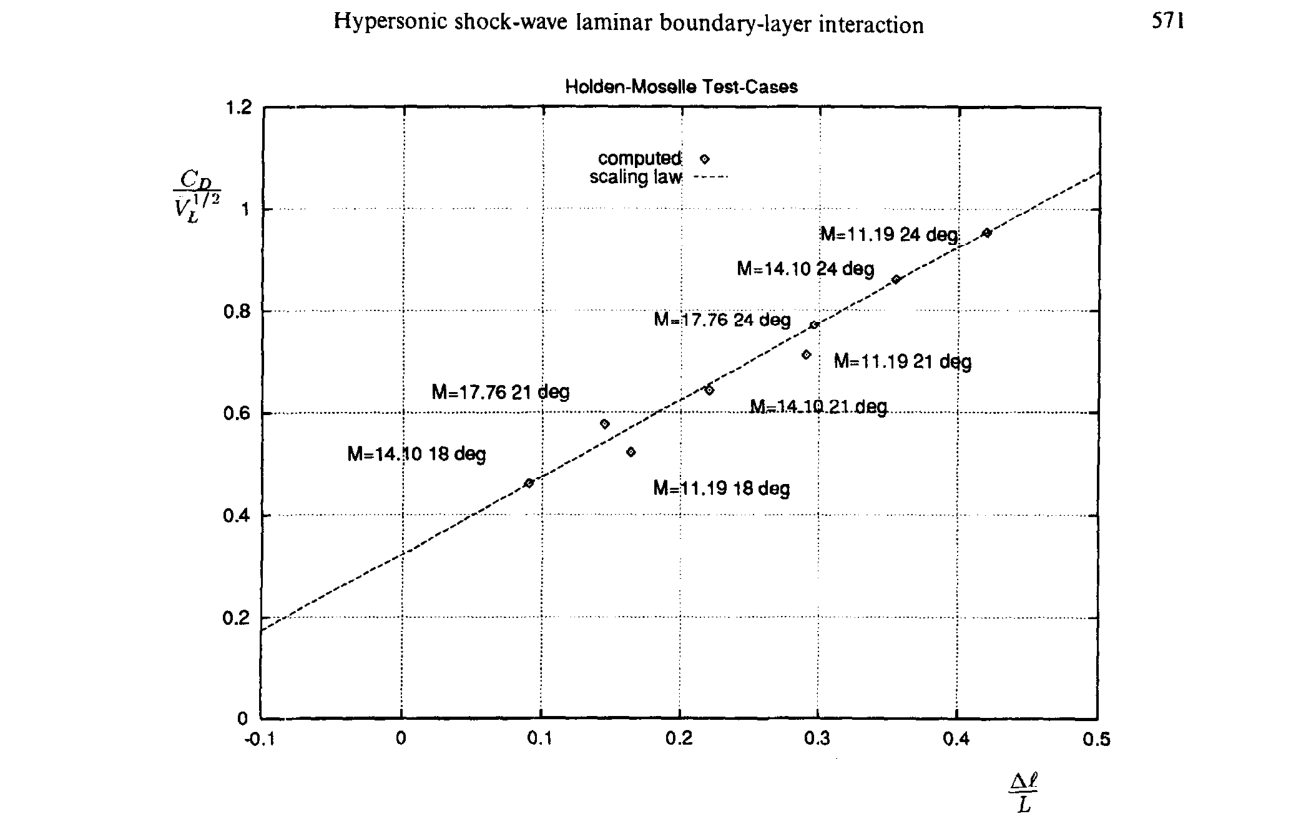 Hypersonic shock-wave laminar boundary-layer interaction 571
Holden-Moselle Test-Cases
1.2
computed
scaling law
C_D / V_L^{1/2}
1
M=11.19 24 deg
M=14.10 24 deg
0.8
M=17.76 24 deg
M=11.19 21 deg
M=17.76 21 deg
M=14.10 21 deg
0.6
M=14.10 18 deg
M=11.19 18 deg
0.4
0.2
0
-0.1 0 0.1 0.2 0.3 0.4 0.5
Δℓ / L